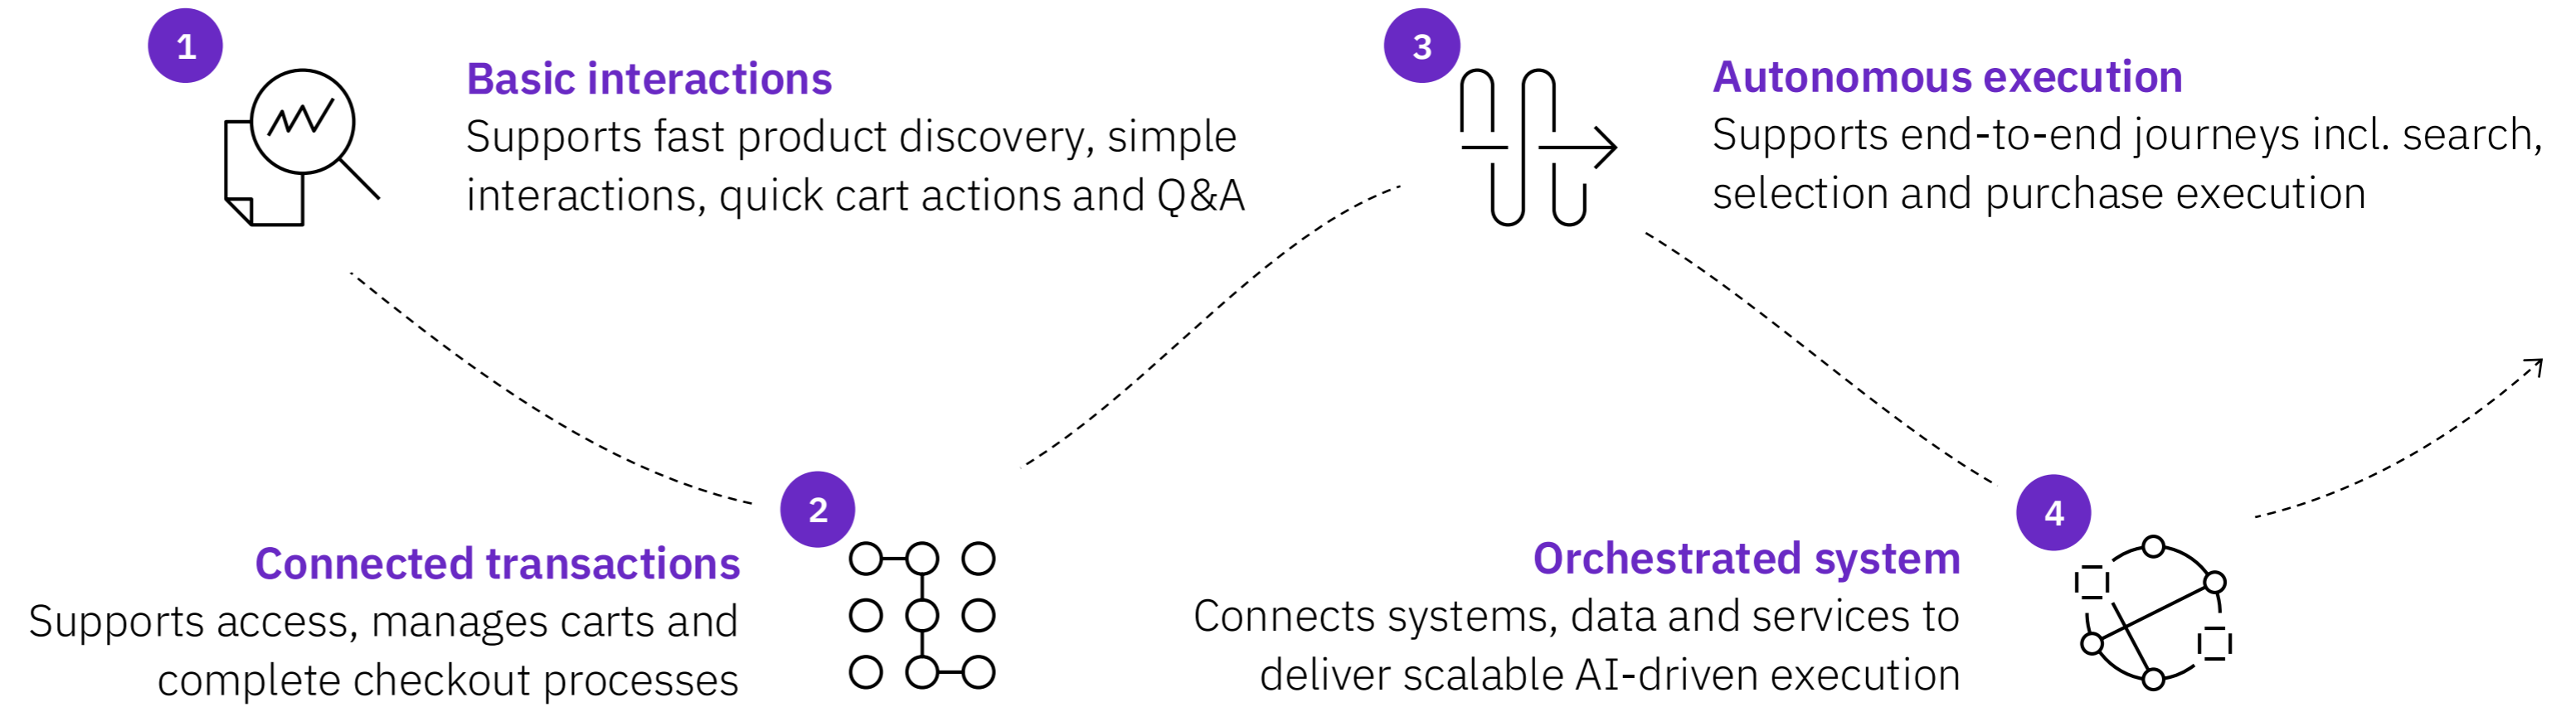 1
Basic interactions
Supports fast product discovery, simple
interactions, quick cart actions and Q&A
2
Connected transactions
Supports access, manages carts and
complete checkout processes
3
Autonomous execution
Supports end-to-end journeys incl. search,
selection and purchase execution
4
Orchestrated system
Connects systems, data and services to
deliver scalable AI-driven execution